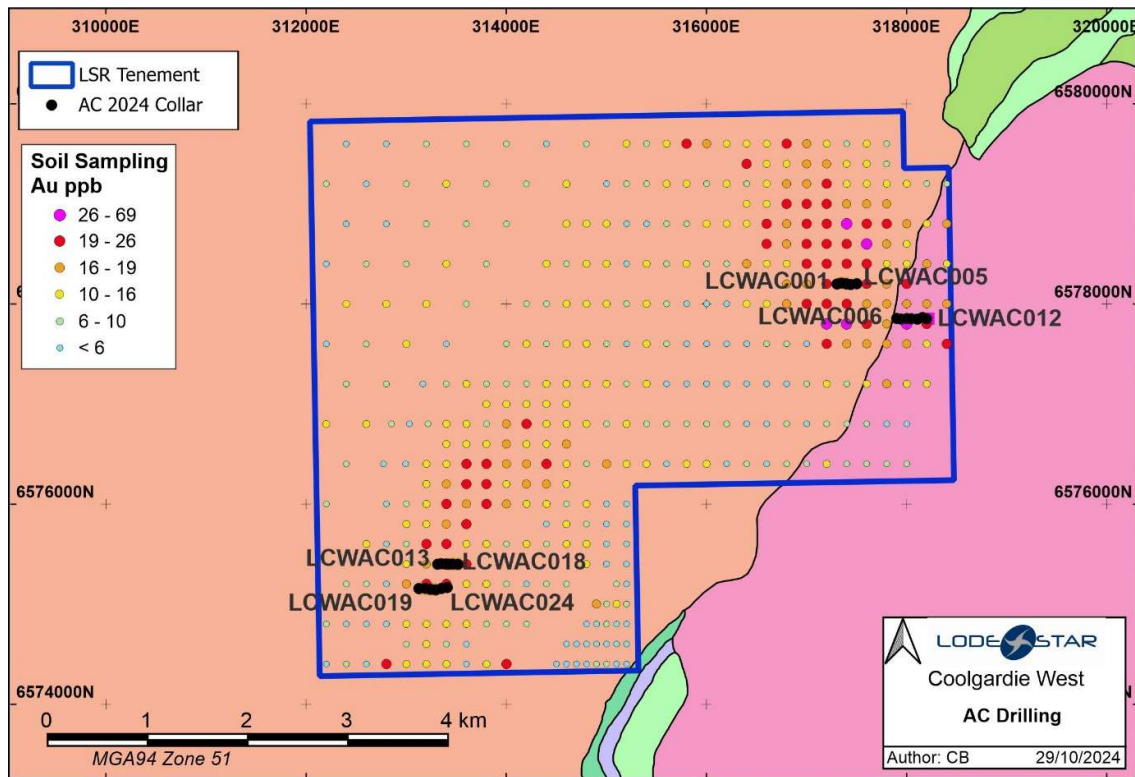 310000E 312000E 314000E 316000E 318000E 320000E
LSR Tenement
AC 2024 Collar
6580000N
Soil Sampling
Au ppb
26 - 69
19 - 26
16 - 19
10 - 16
6 - 10
< 6
LCWAC001 LCWAC005
6578000N
LCWAC006 LCWAC012
6576000N 6576000N
LCWAC013 LCWAC018
LCWAC019 LCWAC024
6574000N
0 1 2 3 4 km
MGA94 Zone 51
LODESTAR
Coolgardie West
AC Drilling
Author: CB 29/10/2024